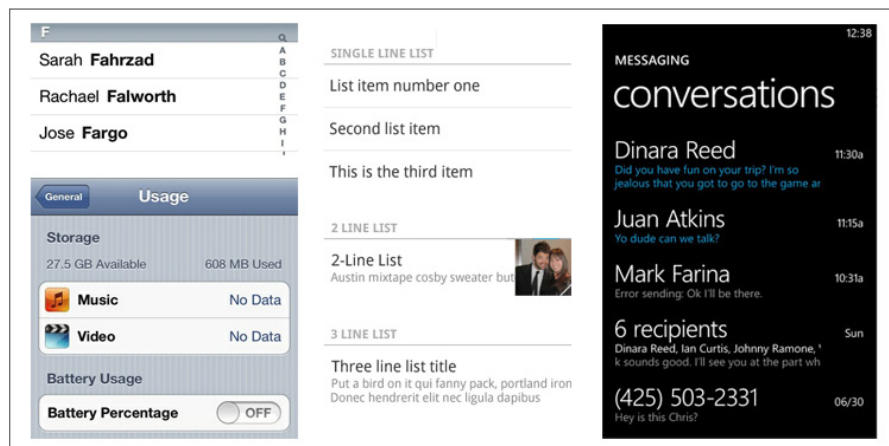 F
Sarah Fahrzad
Rachael Falworth
Jose Fargo
A
B
C
D
E
F
G
H
I
General
Usage
Storage
27.5 GB Available 608 MB Used
Music No Data
Video No Data
Battery Usage
Battery Percentage OFF
SINGLE LINE LIST
List item number one
Second list item
This is the third item
2 LINE LIST
2-Line List
Austin mixtape cosby sweater but
3 LINE LIST
Three line list title
Put a bird on it qui fanny pack, portland iron
Donec hendrerit elit nec ligula dapibus
12:38
MESSAGING
conversations
Dinara Reed 11:30a
Did you have fun on your trip? I'm so
jealous that you got to go to the game ar
Juan Atkins 11:15a
Yo dude can we talk?
Mark Farina 10:31a
Error sending: Ok I'll be there.
6 recipients Sun
Dinara Reed, Ian Curtis, Johnny Ramone,
k sounds good. I'll see you at the part wh
(425) 503-2331 06/30
Hey is this Chris?